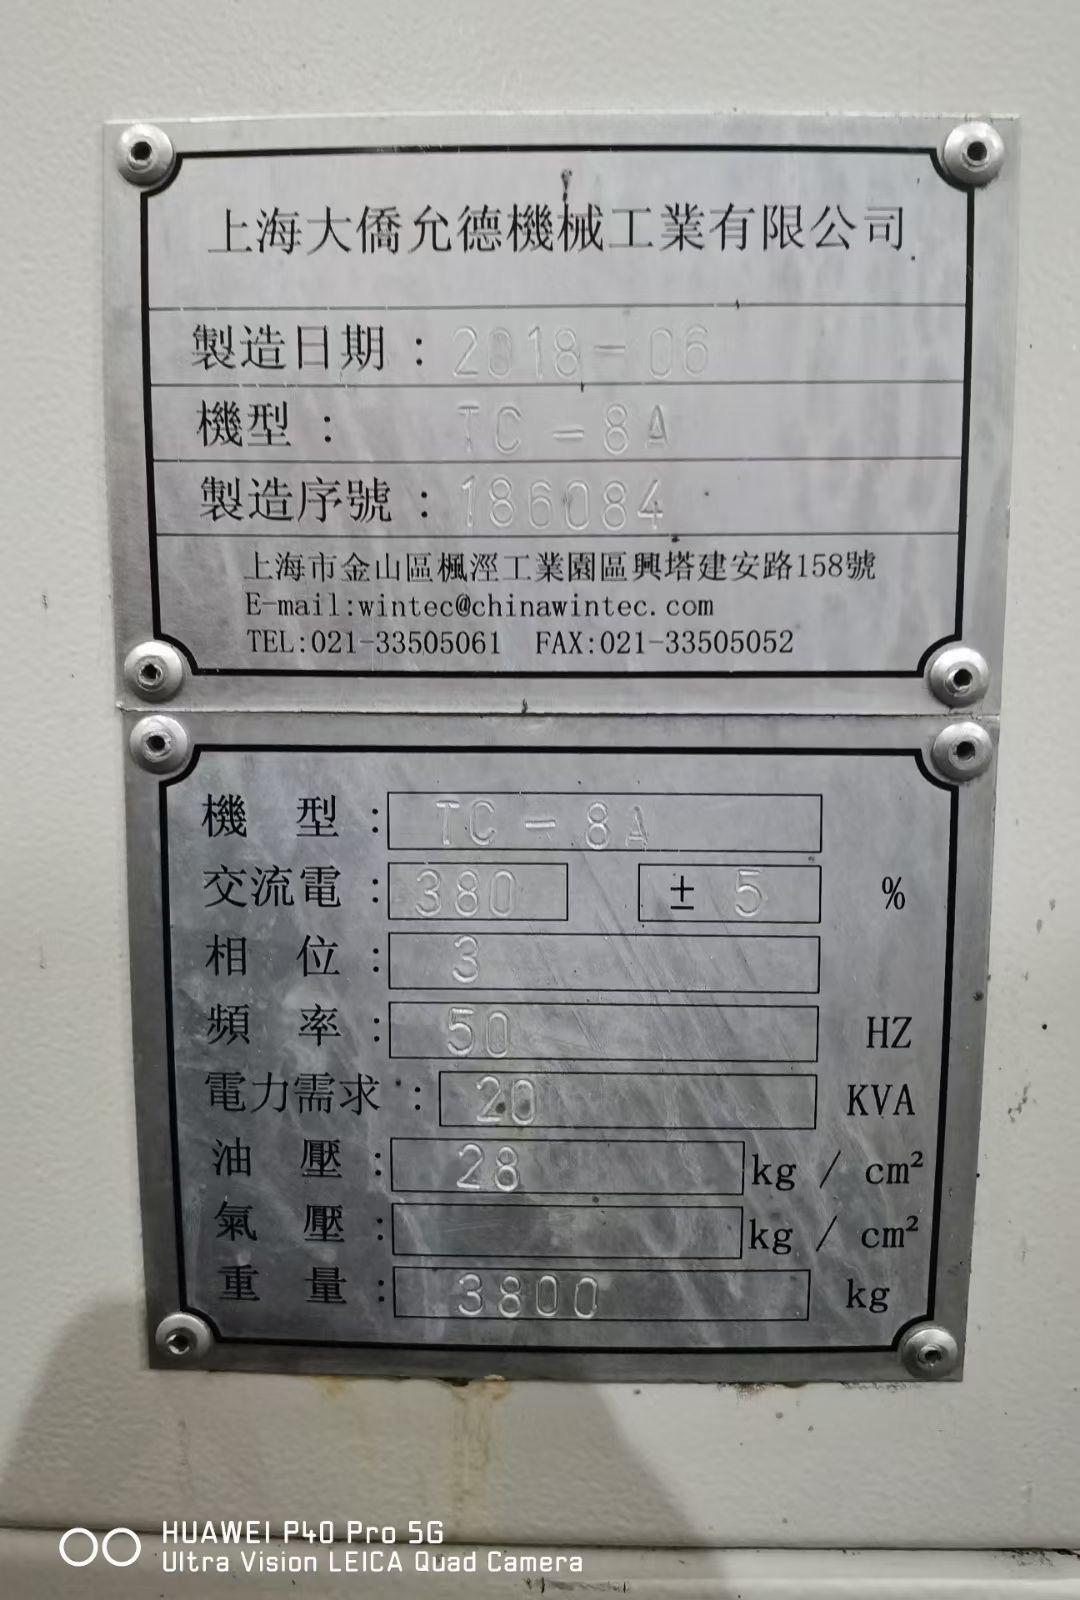 上海大僑允德機械工業有限公司
製造日期：2018-06
機型：TC-8A
製造序號：186084
上海市金山區楓涇工業園區興塔建安路158號
E-mail:wintec@chinawintec.com
TEL:021-33505061 FAX:021-33505052
機型：TC-8A
交流電：380 ± 5 %
相位：3
頻率：50 HZ
電力需求：20 KVA
油壓：28 kg / cm²
氣壓： kg / cm²
重量：3800 kg
HUAWEI P40 Pro 5G
Ultra Vision LEICA Quad Camera